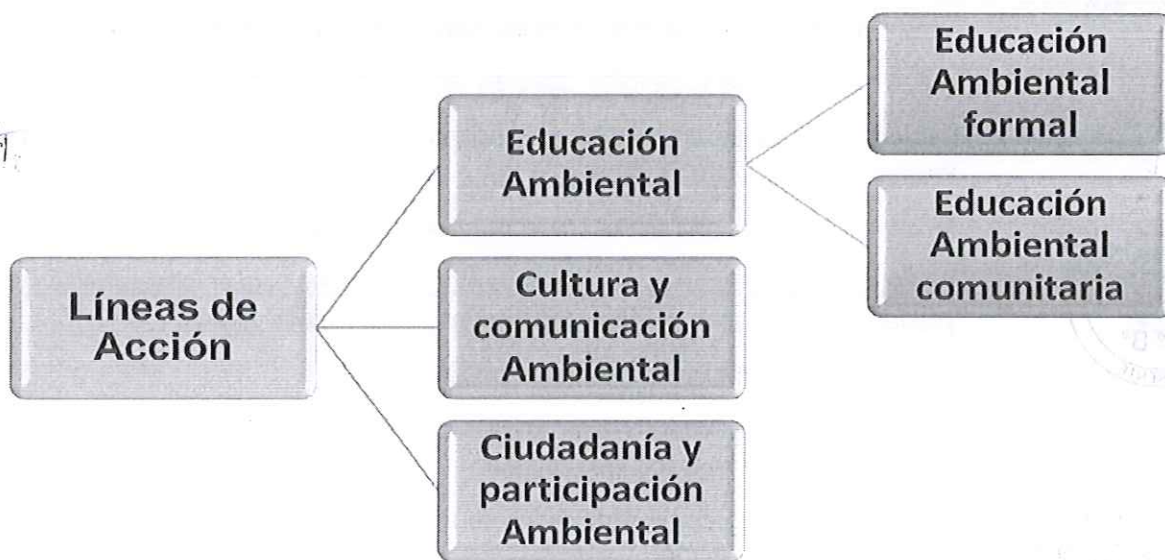 Líneas de
Acción
Educación
Ambiental
Cultura y
comunicación
Ambiental
Ciudadanía y
participación
Ambiental
Educación
Ambiental
formal
Educación
Ambiental
comunitaria